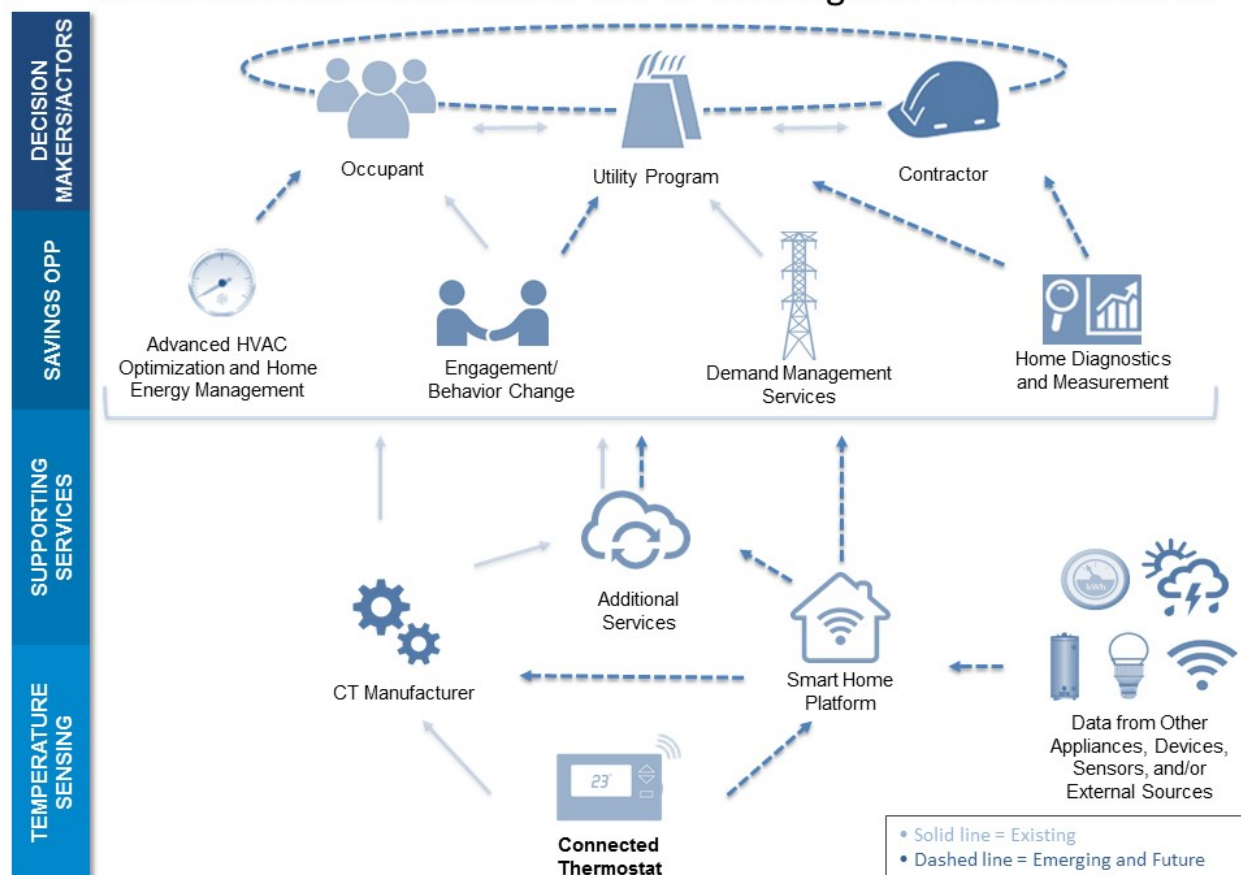 DECISION
MAKERS/ACTORS
Occupant
Utility Program
Contractor
SAVINGS OPP
Advanced HVAC
Optimization and Home
Energy Management
Engagement/
Behavior Change
Demand Management
Services
Home Diagnostics
and Measurement
SUPPORTING
SERVICES
Additional
Services
kWh
CT Manufacturer
Smart Home
Platform
TEMPERATURE
SENSING
23°
Data from Other
Appliances, Devices,
Sensors, and/or
External Sources
Connected
Thermostat
• Solid line = Existing
• Dashed line = Emerging and Future